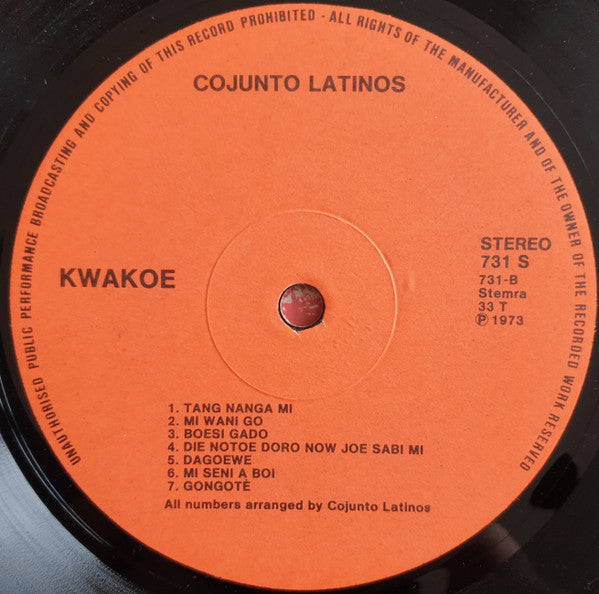 UNAUTHORISED PUBLIC PERFORMANCE BROADCASTING AND COPYING OF THIS RECORD PROHIBITED - ALL RIGHTS OF THE MANUFACTURER AND OF THE OWNER OF THE RECORDED WORK RESERVED
COJUNTO LATINOS
KWAKOE
STEREO
731 S
731-B
Stemra
33 T
℗ 1973
1. TANG NANGA MI
2. MI WANI GO
3. BOESI GADO
4. DIE NOTOE DORO NOW JOE SABI MI
5. DAGOEWE
6. MI SENI A BOI
7. GONGOTÈ
All numbers arranged by Cojunto Latinos